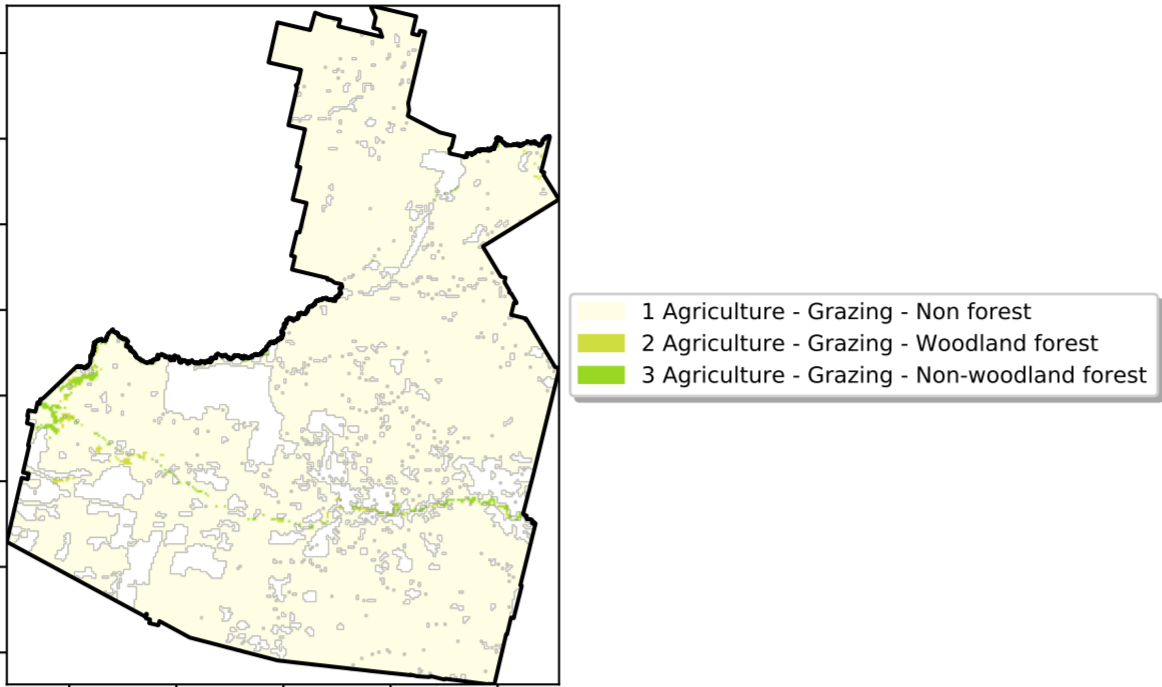 1 Agriculture - Grazing - Non forest
2 Agriculture - Grazing - Woodland forest
3 Agriculture - Grazing - Non-woodland forest